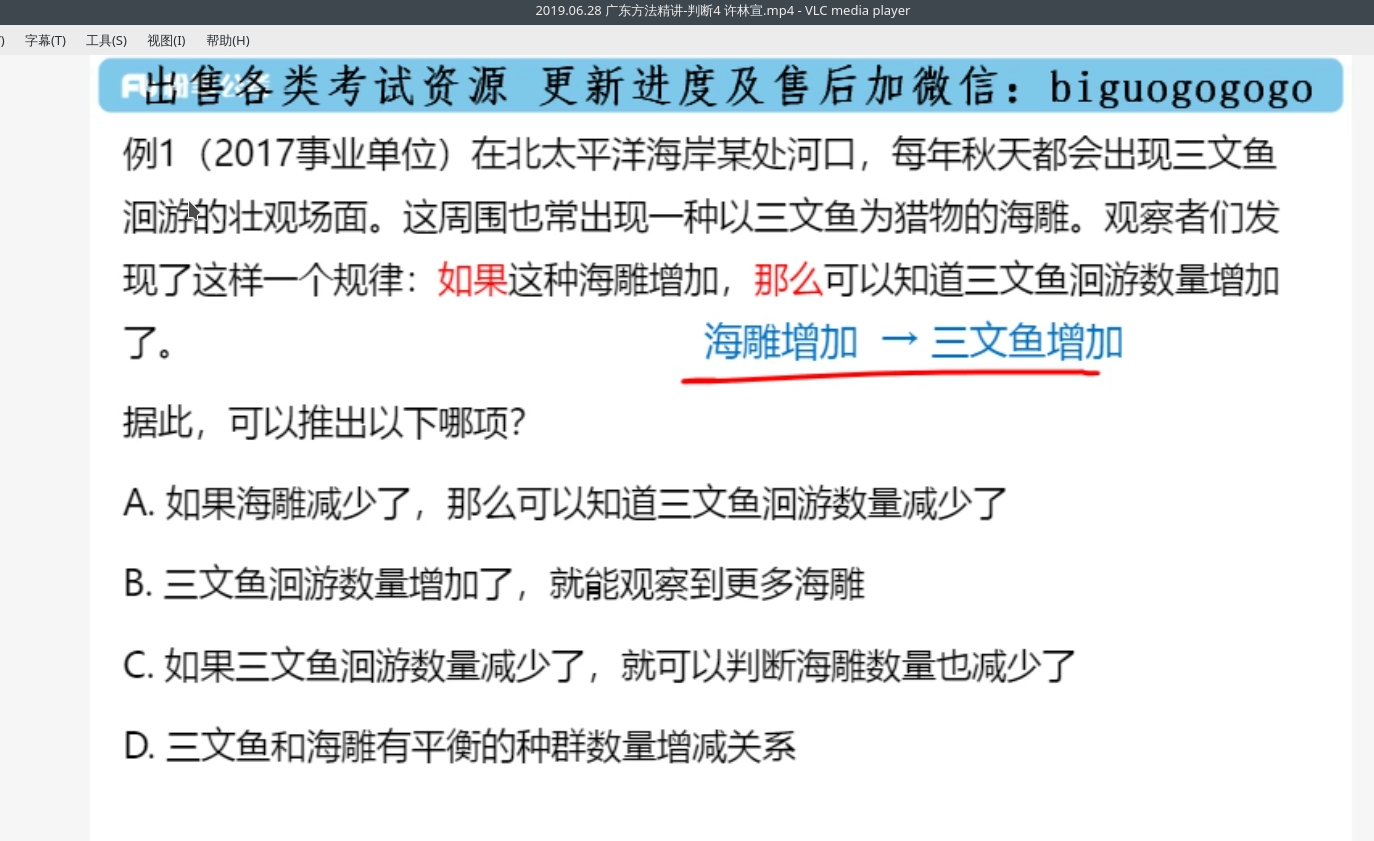 2019.06.28 广东方法精讲-判断4 许林宣.mp4 - VLC media player
字幕(T) 工具(S) 视图(I) 帮助(H)
出售各类考试资源 更新进度及售后加微信：biguogogogo
例1（2017事业单位）在北太平洋海岸某处河口，每年秋天都会出现三文鱼
洄游的壮观场面。这周围也常出现一种以三文鱼为猎物的海雕。观察者们发
现了这样一个规律：如果这种海雕增加，那么可以知道三文鱼洄游数量增加
了。
海雕增加 → 三文鱼增加
据此，可以推出以下哪项？
A. 如果海雕减少了，那么可以知道三文鱼洄游数量减少了
B. 三文鱼洄游数量增加了，就能观察到更多海雕
C. 如果三文鱼洄游数量减少了，就可以判断海雕数量也减少了
D. 三文鱼和海雕有平衡的种群数量增减关系